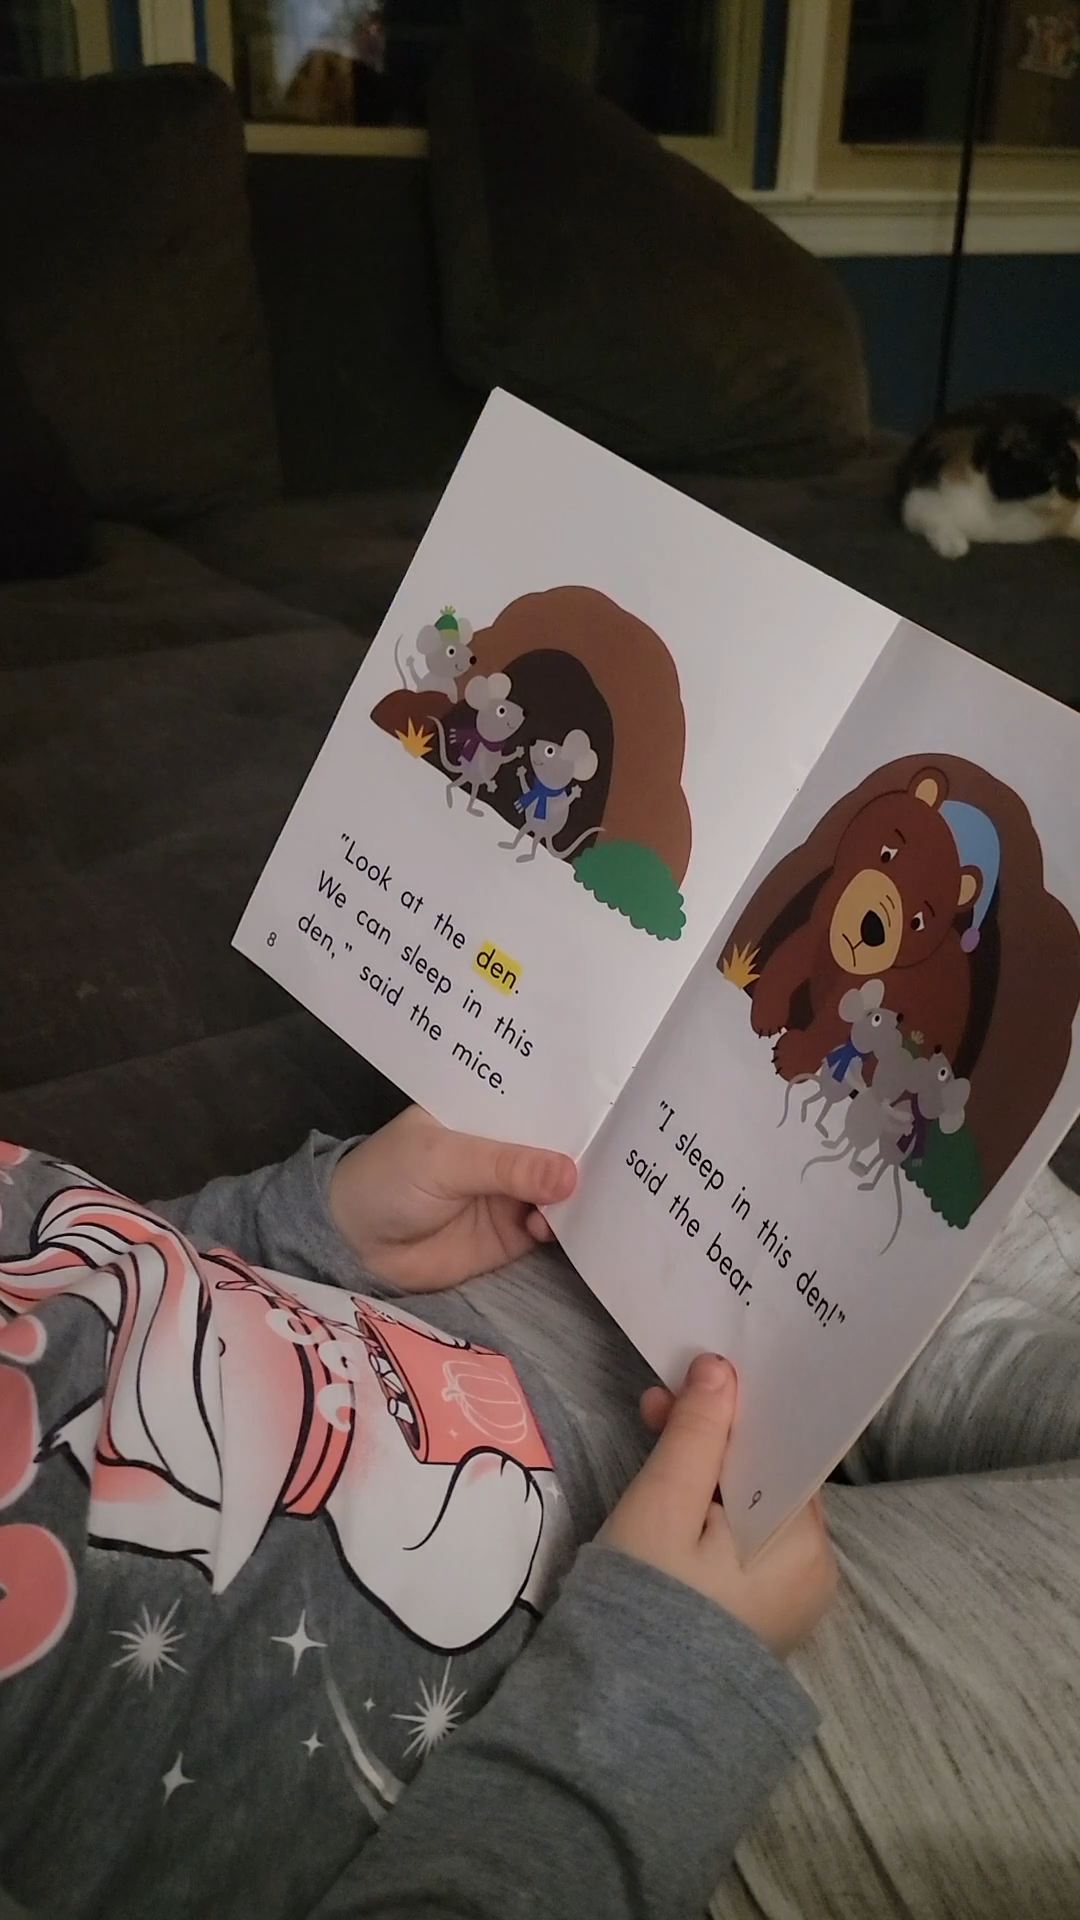 "Look at the den.
We can sleep in this
den," said the mice.
8
"I sleep in this den!"
said the bear.
9